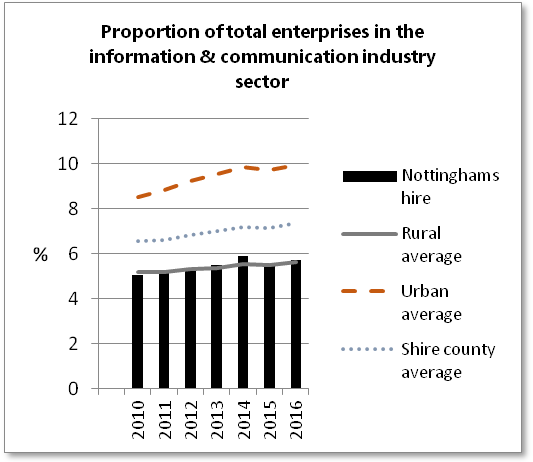 Proportion of total enterprises in the
information & communication industry
sector
12
10
8
6
4
2
0
%
2010
2011
2012
2013
2014
2015
2016
Nottinghams
hire
Rural
average
Urban
average
Shire county
average